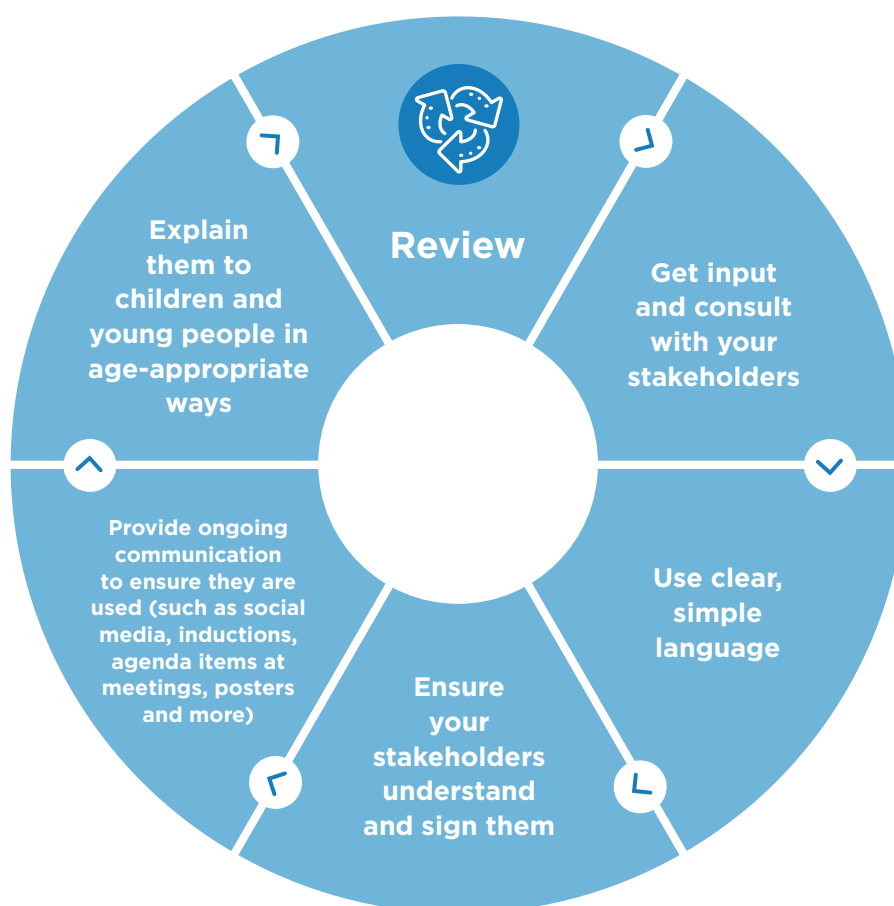 Review
Get input
and consult
with your
stakeholders
Use clear,
simple
language
Ensure
your
stakeholders
understand
and sign them
Provide ongoing
communication
to ensure they are
used (such as social
media, inductions,
agenda items at
meetings, posters
and more)
Explain
them to
children and
young people in
age-appropriate
ways